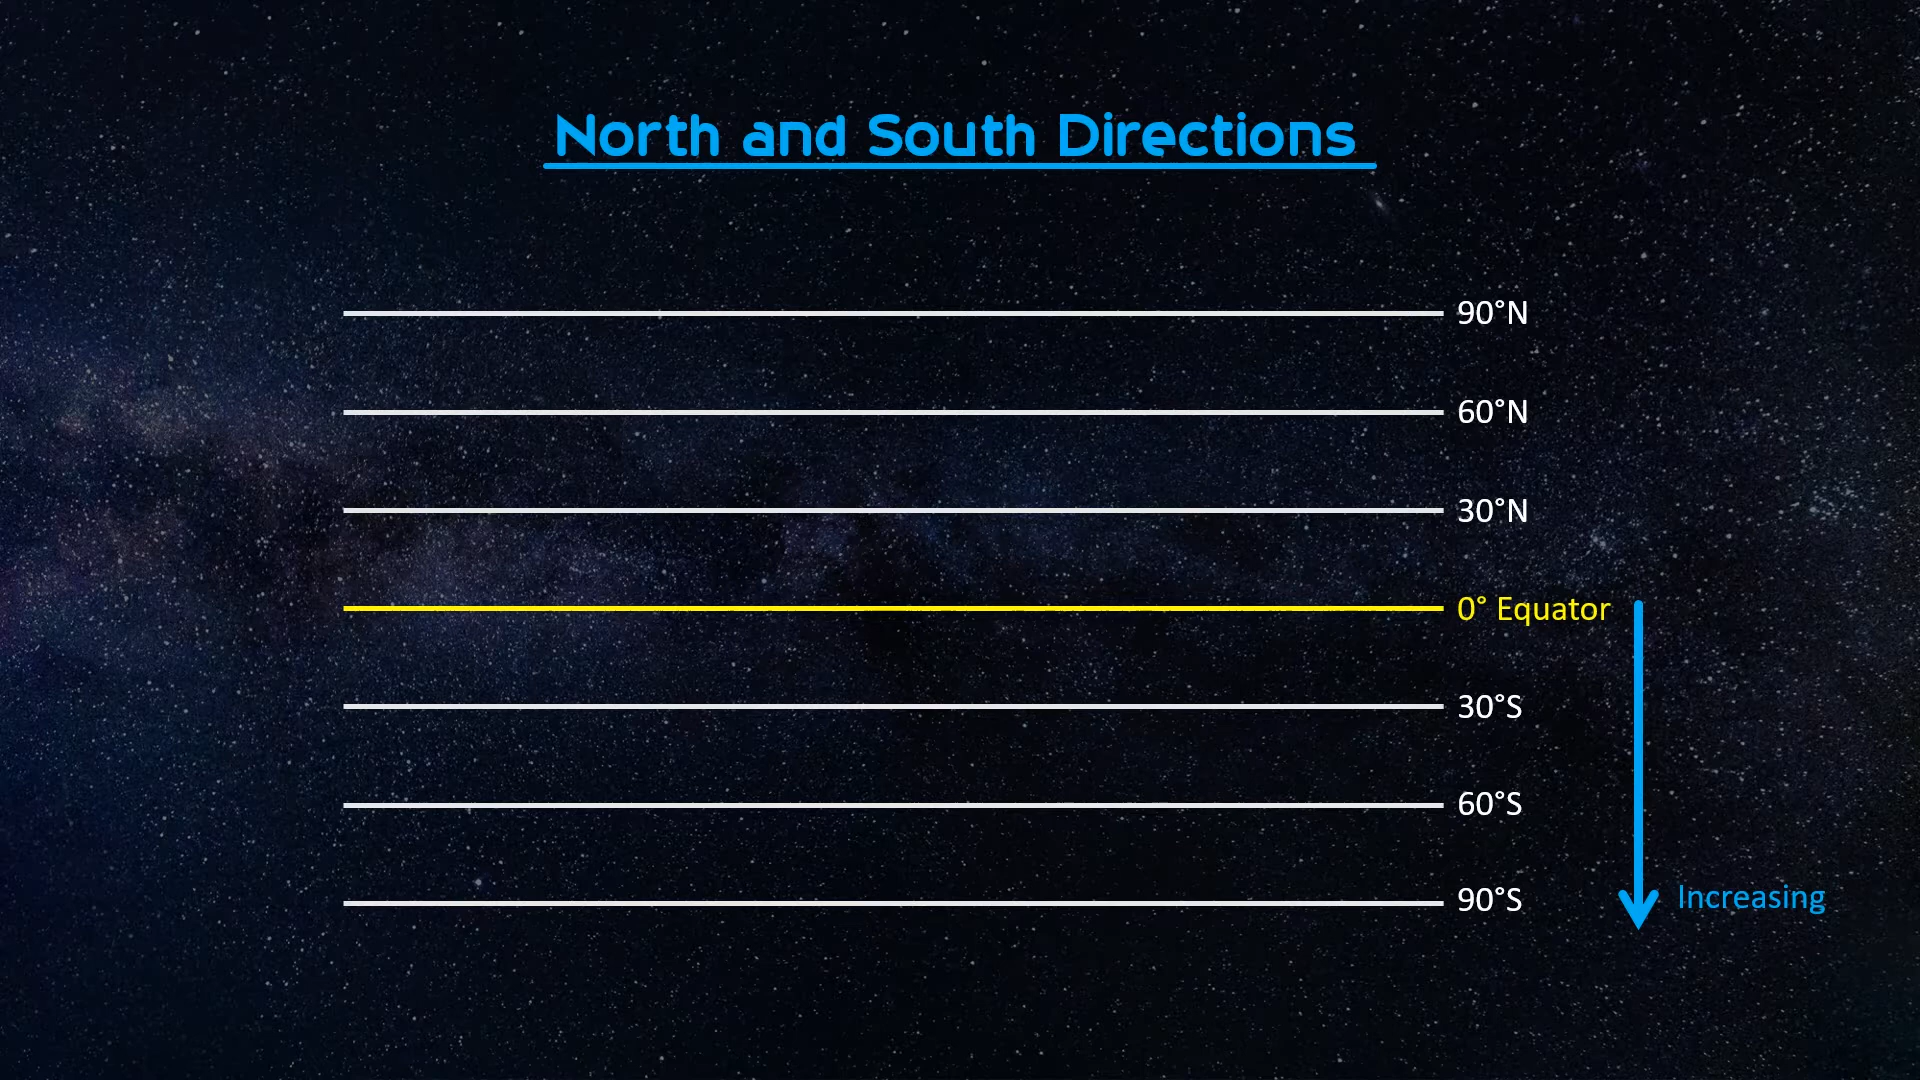 North and South Directions
90°N
60°N
30°N
0° Equator
30°S
60°S
90°S
Increasing